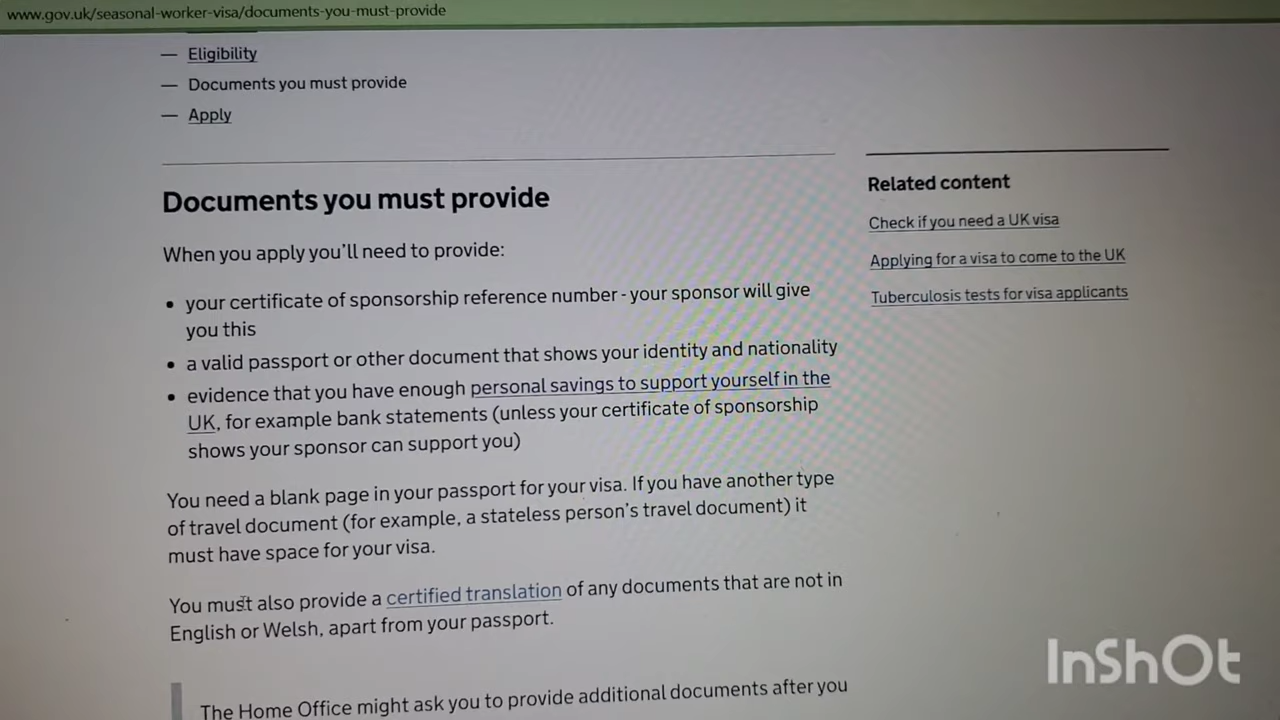 www.gov.uk/seasonal-worker-visa/documents-you-must-provide
— Eligibility
— Documents you must provide
— Apply
Documents you must provide
When you apply you'll need to provide:
• your certificate of sponsorship reference number - your sponsor will give
you this
• a valid passport or other document that shows your identity and nationality
• evidence that you have enough personal savings to support yourself in the
UK, for example bank statements (unless your certificate of sponsorship
shows your sponsor can support you)
You need a blank page in your passport for your visa. If you have another type
of travel document (for example, a stateless person's travel document) it
must have space for your visa.
You must also provide a certified translation of any documents that are not in
English or Welsh, apart from your passport.
The Home Office might ask you to provide additional documents after you
Related content
Check if you need a UK visa
Applying for a visa to come to the UK
Tuberculosis tests for visa applicants
InShOt